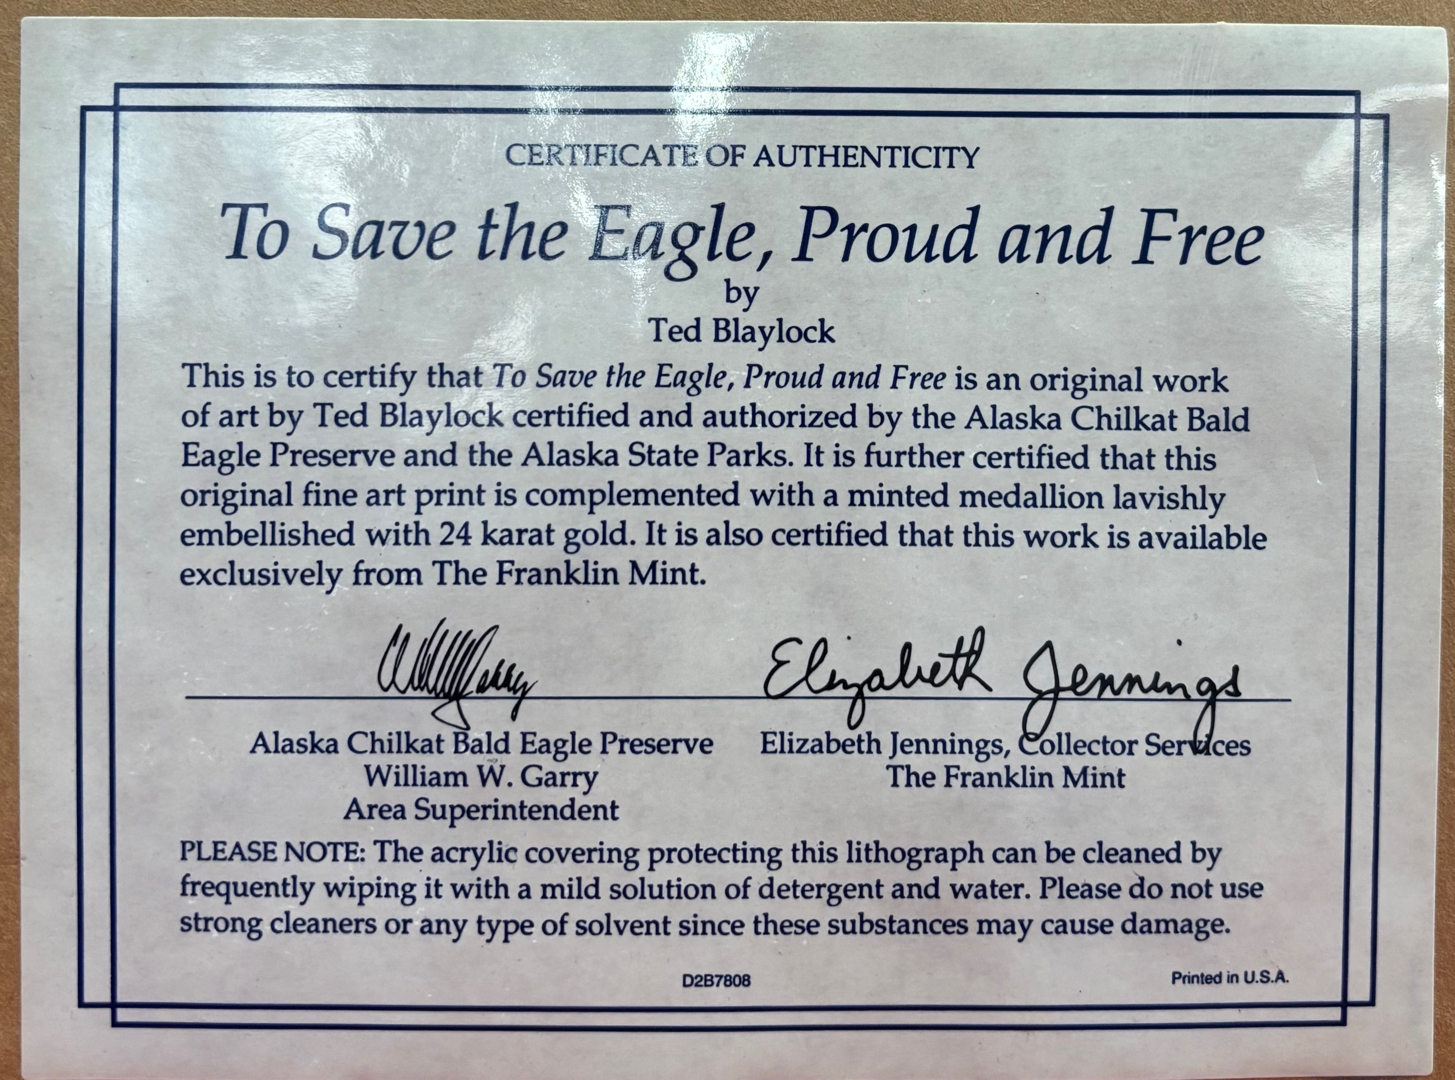 CERTIFICATE OF AUTHENTICITY
To Save the Eagle, Proud and Free
by
Ted Blaylock
This is to certify that To Save the Eagle, Proud and Free is an original work
of art by Ted Blaylock certified and authorized by the Alaska Chilkat Bald
Eagle Preserve and the Alaska State Parks. It is further certified that this
original fine art print is complemented with a minted medallion lavishly
embellished with 24 karat gold. It is also certified that this work is available
exclusively from The Franklin Mint.
Elizabeth Jennings
Alaska Chilkat Bald Eagle Preserve
William W. Garry
Area Superintendent
Elizabeth Jennings, Collector Services
The Franklin Mint
PLEASE NOTE: The acrylic covering protecting this lithograph can be cleaned by
frequently wiping it with a mild solution of detergent and water. Please do not use
strong cleaners or any type of solvent since these substances may cause damage.
D2B7808
Printed in U.S.A.